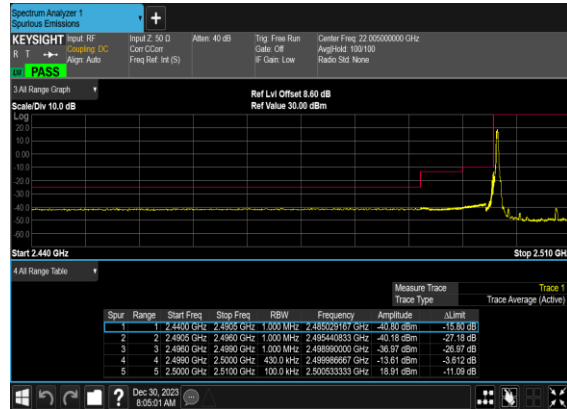 Spectrum Analyzer 1
Spurious Emissions
KEYSIGHT Input: RF Input Z: 50 Ω Atten: 40 dB Trig: Free Run Center Freq: 22.005000000 GHz
R T Coupling: DC Corr CCorr Gate: Off Avg|Hold: 100/100
Align: Auto Freq Ref: Int (S) IF Gain: Low Radio Std: None
PASS
3 All Range Graph
Ref Lvl Offset 8.60 dB
Scale/Div 10.0 dB Ref Value 30.00 dBm
Log
20.0
10.0
0.00
-10.0
-20.0
-30.0
-40.0
-50.0
-60.0
Start 2.440 GHz Stop 2.510 GH
4 All Range Table
Measure Trace Trace 1
Trace Type Trace Average (Active)
Spur Range Start Freq Stop Freq RBW Frequency Amplitude ΔLimit
1 1 2.4400 GHz 2.4905 GHz 1.000 MHz 2.485029167 GHz -40.80 dBm -15.80 dB
2 2 2.4905 GHz 2.4960 GHz 1.000 MHz 2.495440833 GHz -40.18 dBm -27.18 dB
3 3 2.4960 GHz 2.4990 GHz 1.000 MHz 2.498990000 GHz -36.97 dBm -26.97 dB
4 4 2.4990 GHz 2.5000 GHz 430.0 kHz 2.499986667 GHz -13.61 dBm -3.612 dB
5 5 2.5000 GHz 2.5100 GHz 100.0 kHz 2.500533333 GHz 18.91 dBm -11.09 dB
? Dec 30, 2023
8:05:01 AM